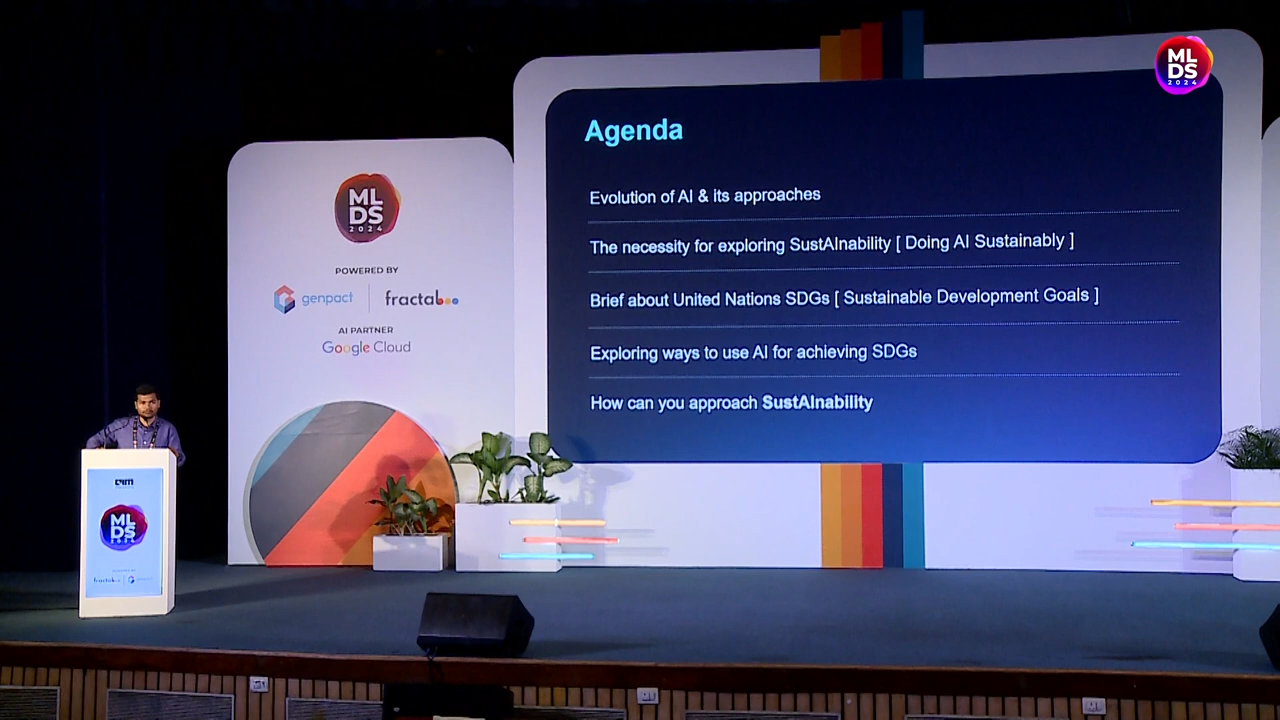 ML
DS
2024
Agenda
Evolution of AI & its approaches
The necessity for exploring SustAInability [ Doing AI Sustainably ]
Brief about United Nations SDGs [ Sustainable Development Goals ]
Exploring ways to use AI for achieving SDGs
How can you approach SustAInability
ML
DS
2024
POWERED BY
genpact
fractal
AI PARTNER
Google Cloud
ML
DS
2024
fractal